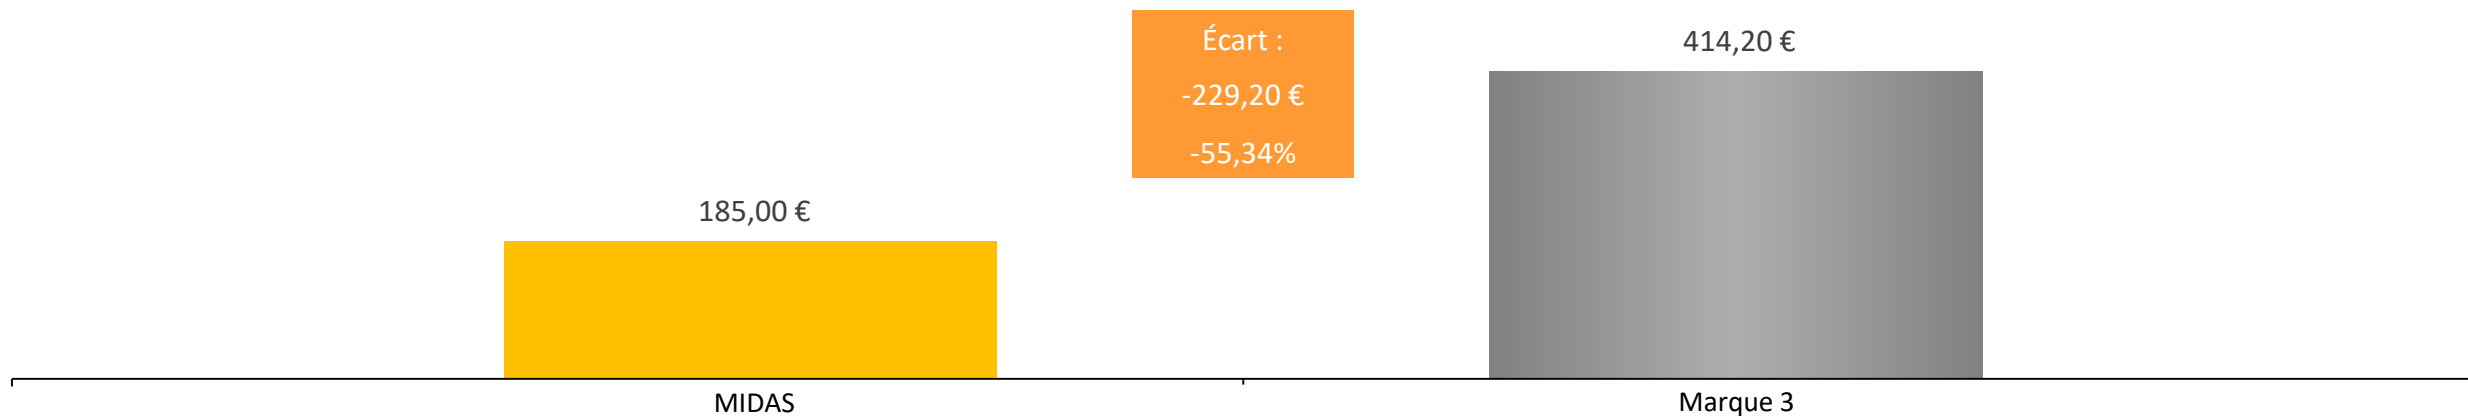 Écart :
-229,20 €
-55,34%
414,20 €
185,00 €
MIDAS
Marque 3